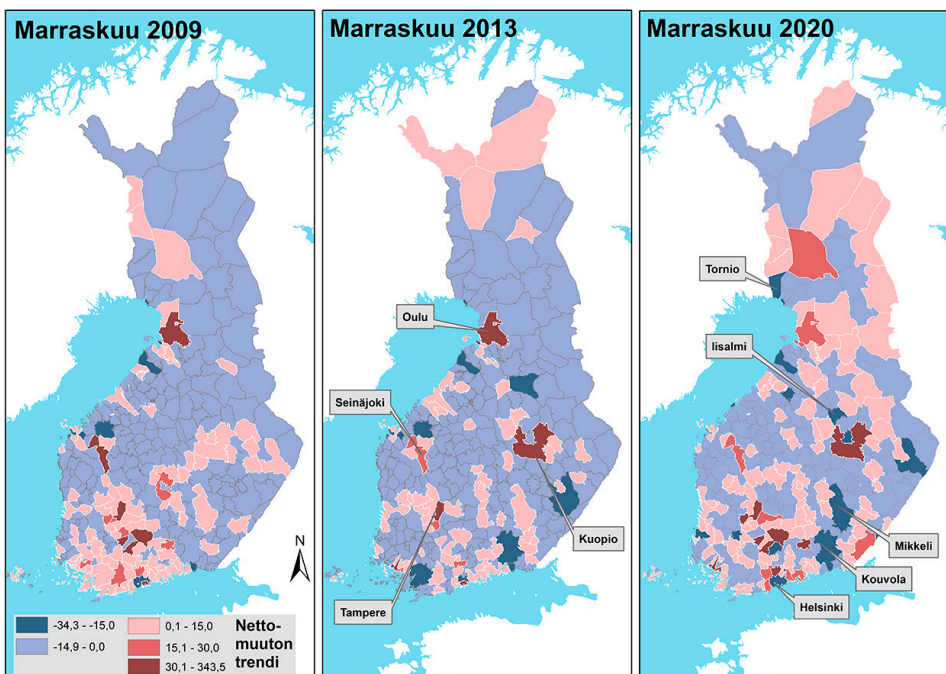 Marraskuu 2009
Marraskuu 2013
Marraskuu 2020
Tornio
Oulu
Iisalmi
Seinäjoki
Kuopio
N
Mikkeli
Kouvola
Tampere
Helsinki
-34,3 - -15,0
-14,9 - 0,0
0,1 - 15,0
15,1 - 30,0
30,1 - 343,5
Netto-
muuton
trendi